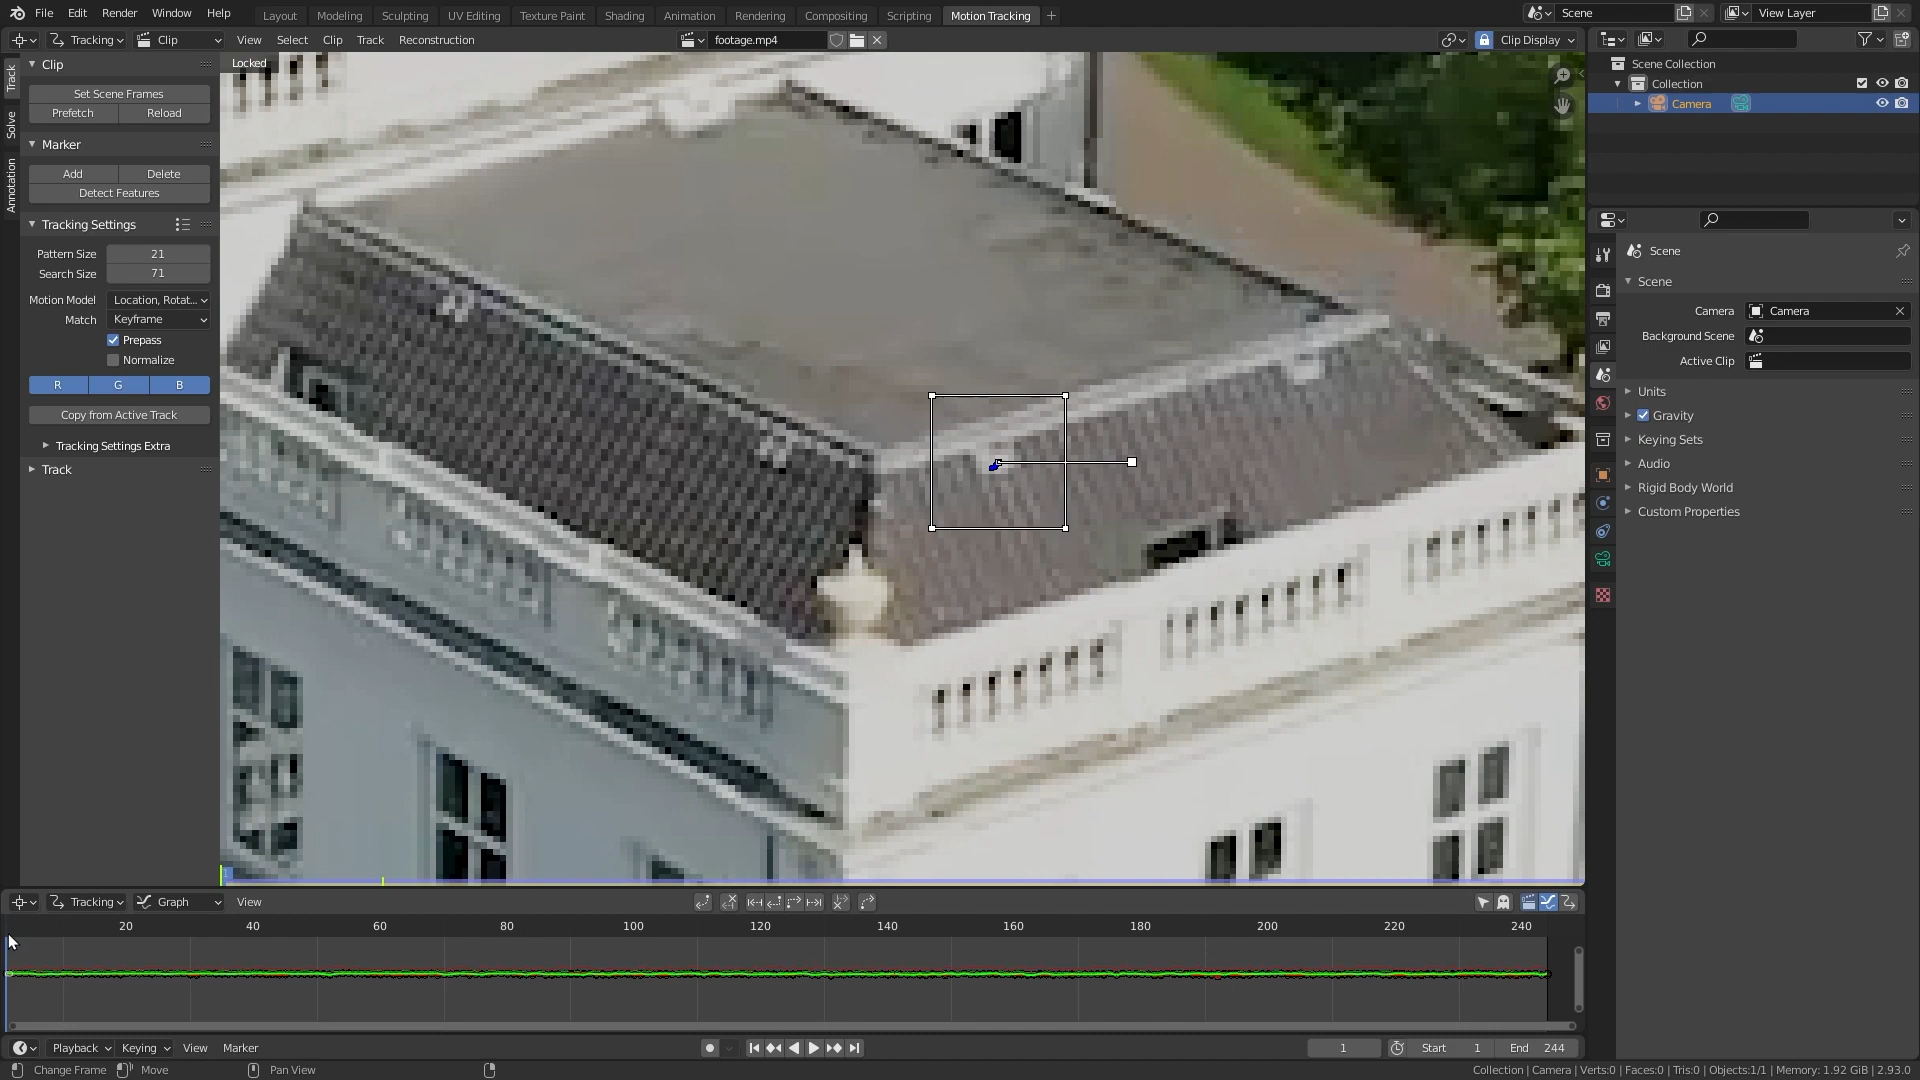 File Edit Render Window Help Layout Modeling Sculpting UV Editing Texture Paint Shading Animation Rendering Compositing Scripting Motion Tracking + Scene View Layer
Tracking Clip View Select Clip Track Reconstruction footage.mp4 Clip Display
Track
Solve
Annotation
Clip
Set Scene Frames
Prefetch Reload
Marker
Add Delete
Detect Features
Tracking Settings
Pattern Size 21
Search Size 71
Motion Model Location, Rotat...
Match Keyframe
Prepass
Normalize
R G B
Copy from Active Track
Tracking Settings Extra
Track
Locked
1
Scene Collection
Collection
Camera
Scene
Scene
Camera Camera
Background Scene
Active Clip
Units
Gravity
Keying Sets
Audio
Rigid Body World
Custom Properties
Tracking Graph View
20 40 60 80 100 120 140 160 180 200 220 240
Playback Keying View Marker 1 Start 1 End 244
Change Frame Move Pan View Collection | Camera | Verts:0 | Faces:0 | Tris:0 | Objects:1/1 | Memory: 1.92 GiB | 2.93.0